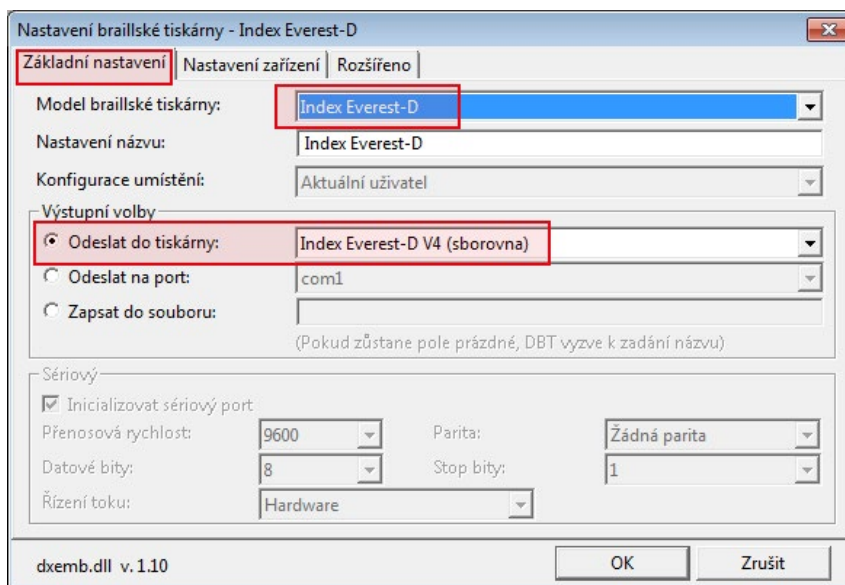 Nastavení braillské tiskárny - Index Everest-D
Základní nastavení Nastavení zařízení Rozšířeno
Model braillské tiskárny: Index Everest-D
Nastavení názvu: Index Everest-D
Konfigurace umístění: Aktuální uživatel
Výstupní volby
Odeslat do tiskárny: Index Everest-D V4 (sborovna)
Odeslat na port: com1
Zapsat do souboru:
(Pokud zůstane pole prázdné, DBT vyzve k zadání názvu)
Sériový
Inicializovat sériový port
Přenosová rychlost: 9600 Parita: Žádná parita
Datové bity: 8 Stop bity: 1
Řízení toku: Hardware
dxemb.dll v. 1.10 OK Zrušit